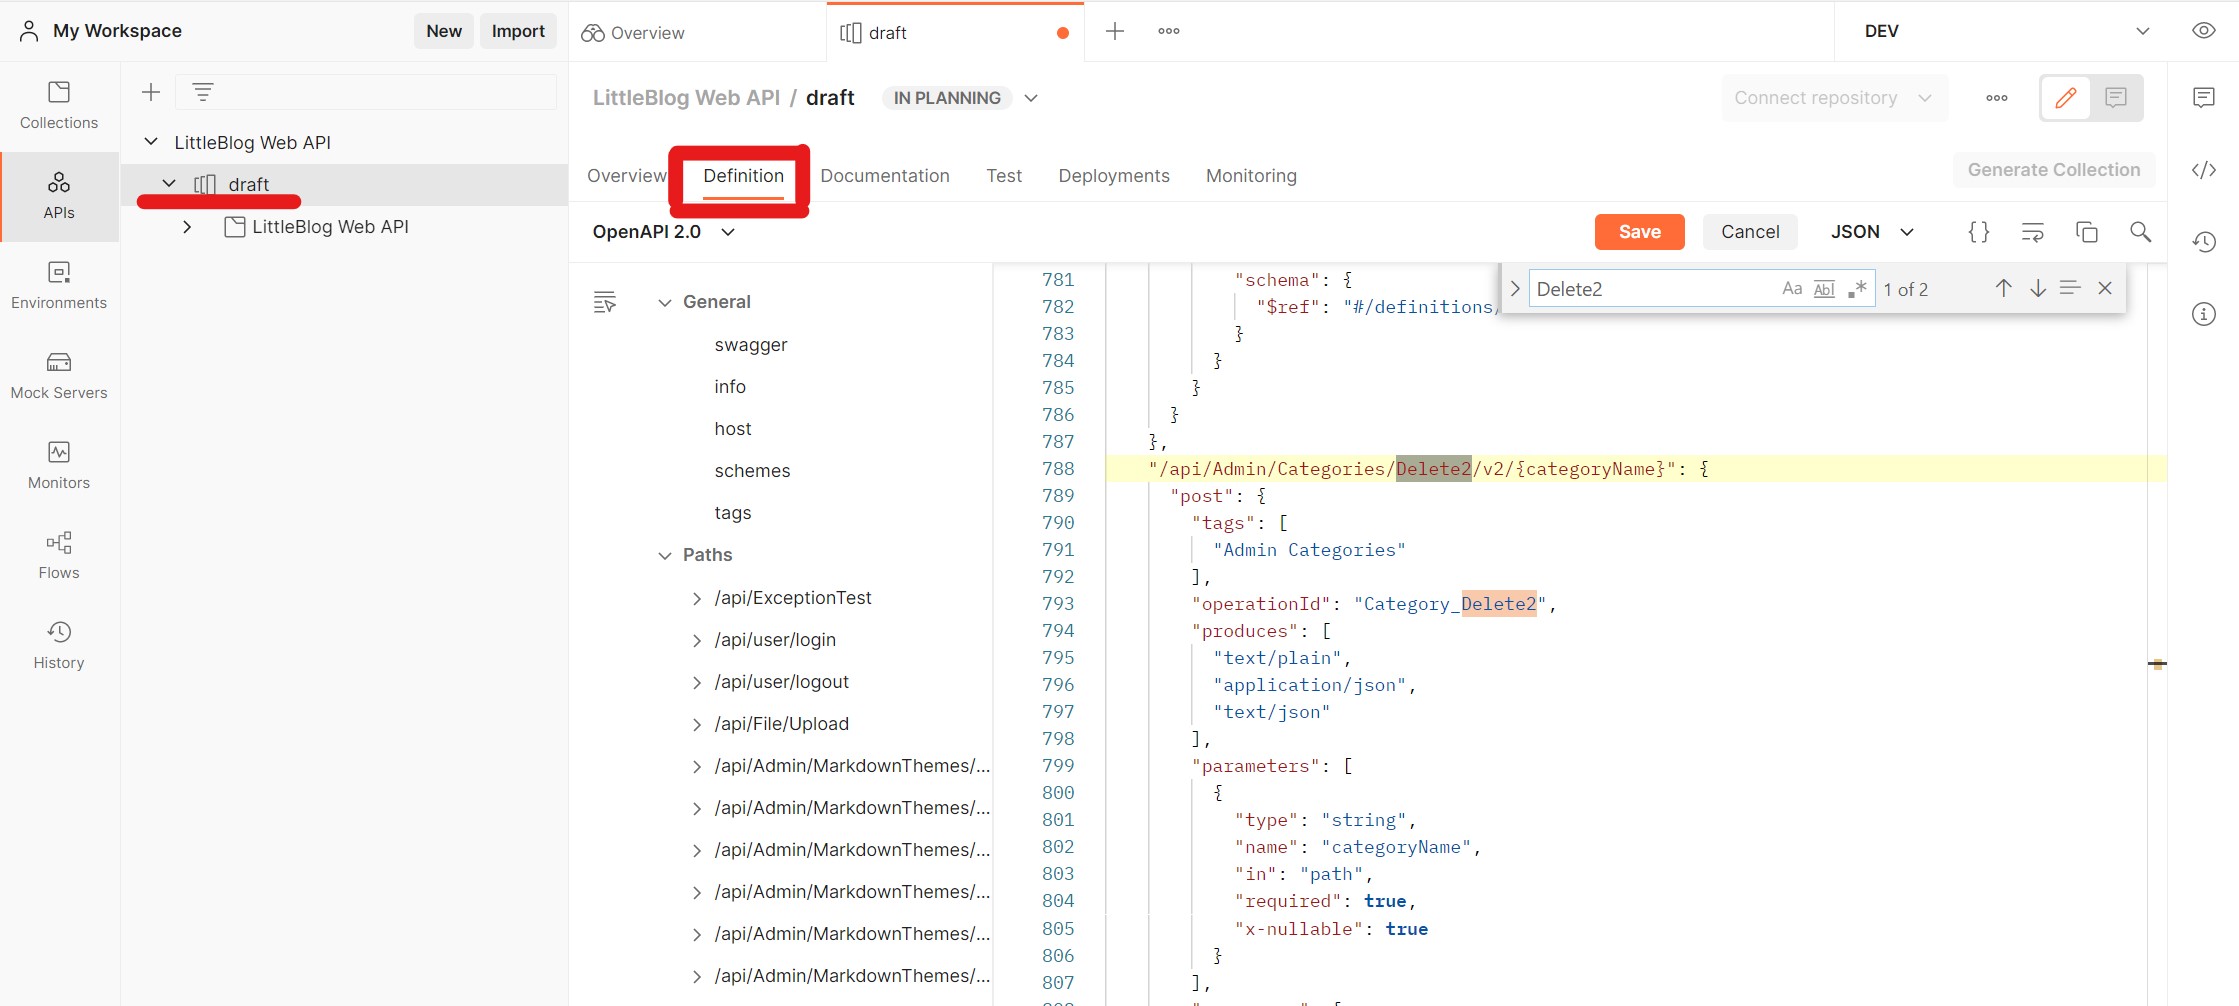 My Workspace
New
Import
Overview
draft
DEV
Collections
APIs
Environments
Mock Servers
Monitors
Flows
History
LittleBlog Web API
draft
LittleBlog Web API
LittleBlog Web API / draft
IN PLANNING
Connect repository
Overview
Definition
Documentation
Test
Deployments
Monitoring
Generate Collection
OpenAPI 2.0
Save
Cancel
JSON
General
swagger
info
host
schemes
tags
Paths
/api/ExceptionTest
/api/user/login
/api/user/logout
/api/File/Upload
/api/Admin/MarkdownThemes/...
/api/Admin/MarkdownThemes/...
/api/Admin/MarkdownThemes/...
/api/Admin/MarkdownThemes/...
/api/Admin/MarkdownThemes/...
/api/Admin/MarkdownThemes/...
Delete2
Aa
Abl
1 of 2
781 "schema": {
782 "$ref": "#/definitions/
783 }
784 }
785 }
786 }
787 },
788 "/api/Admin/Categories/Delete2/v2/{categoryName}": {
789 "post": {
790 "tags": [
791 "Admin Categories"
792 ],
793 "operationId": "Category_Delete2",
794 "produces": [
795 "text/plain",
796 "application/json",
797 "text/json"
798 ],
799 "parameters": [
800 {
801 "type": "string",
802 "name": "categoryName",
803 "in": "path",
804 "required": true,
805 "x-nullable": true
806 }
807 ],